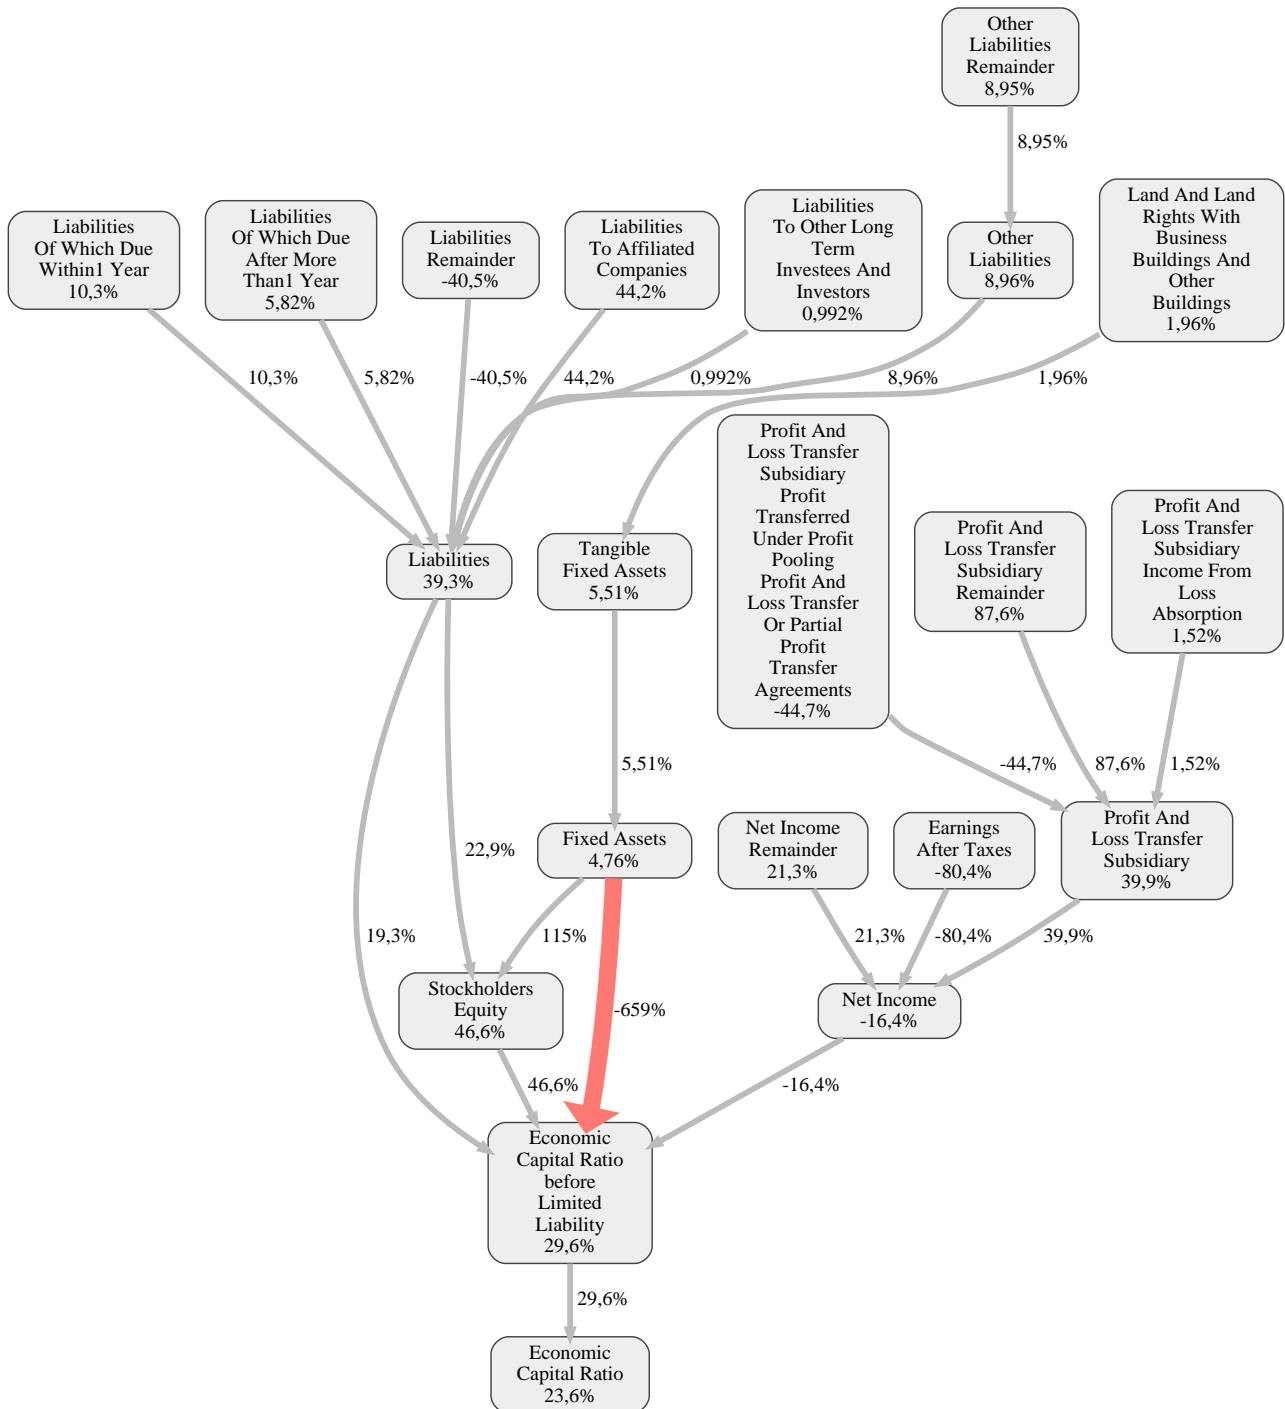 Other
Liabilities
Remainder
8,95%
8,95%
Liabilities
Of Which Due
Within1 Year
10,3%
Liabilities
Of Which Due
After More
Than1 Year
5,82%
Liabilities
Remainder
-40,5%
Liabilities
To Affiliated
Companies
44,2%
Liabilities
To Other Long
Term
Investees And
Investors
0,992%
Other
Liabilities
8,96%
Land And Land
Rights With
Business
Buildings And
Other
Buildings
1,96%
10,3%
5,82%
-40,5%
44,2%
0,992%
8,96%
1,96%
Profit And
Loss Transfer
Subsidiary
Profit
Transferred
Under Profit
Pooling
Profit And
Loss Transfer
Or Partial
Profit
Transfer
Agreements
-44,7%
Profit And
Loss Transfer
Subsidiary
Remainder
87,6%
Profit And
Loss Transfer
Subsidiary
Income From
Loss
Absorption
1,52%
Liabilities
39,3%
Tangible
Fixed Assets
5,51%
5,51%
-44,7%
87,6%
1,52%
Fixed Assets
4,76%
Net Income
Remainder
21,3%
Earnings
After Taxes
-80,4%
Profit And
Loss Transfer
Subsidiary
39,9%
22,9%
19,3%
115%
21,3%
-80,4%
39,9%
Stockholders
Equity
46,6%
-659%
Net Income
-16,4%
46,6%
-16,4%
Economic
Capital Ratio
before
Limited
Liability
29,6%
29,6%
Economic
Capital Ratio
23,6%